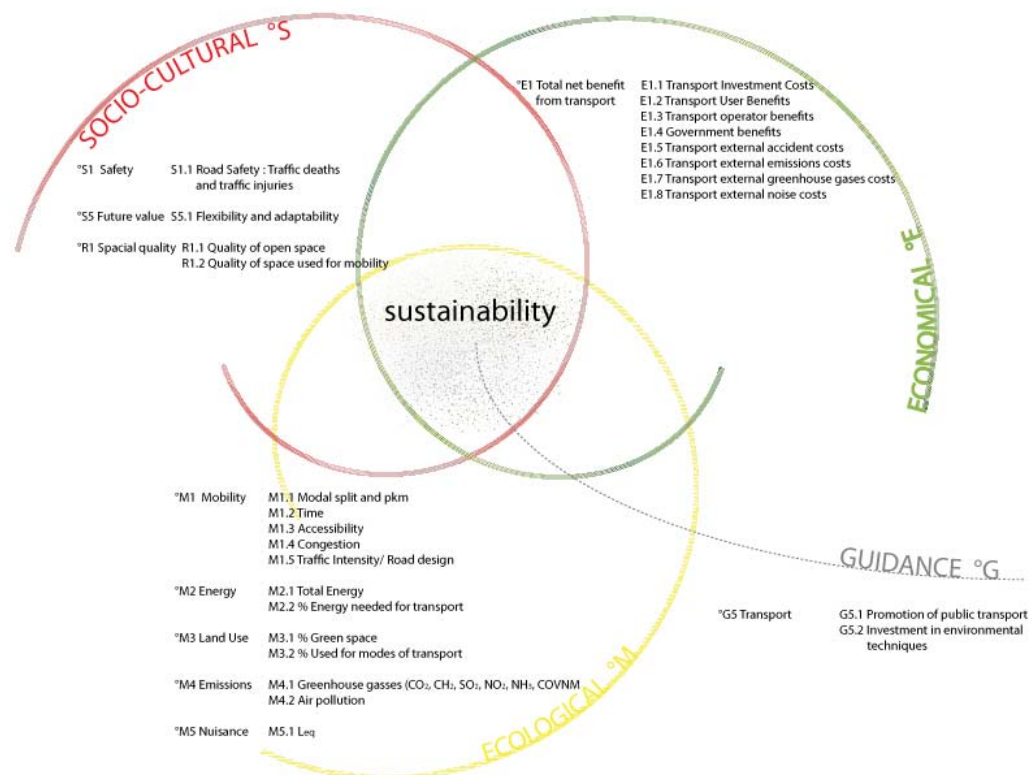 SOCIO-CULTURAL °S
°E1 Total net benefit from transport
E1.1 Transport Investment Costs
E1.2 Transport User Benefits
E1.3 Transport operator benefits
E1.4 Government benefits
E1.5 Transport external accident costs
E1.6 Transport external emissions costs
E1.7 Transport external greenhouse gases costs
E1.8 Transport external noise costs
°S1 Safety S1.1 Road Safety : Traffic deaths
and traffic injuries
°S5 Future value S5.1 Flexibility and adaptability
°R1 Spacial quality R1.1 Quality of open space
R1.2 Quality of space used for mobility
ECONOMICAL °E
sustainability
°M1 Mobility M1.1 Modal split and pkm
M1.2 Time
M1.3 Accessibility
M1.4 Congestion
M1.5 Traffic Intensity/ Road design
°M2 Energy M2.1 Total Energy
M2.2 % Energy needed for transport
°M3 Land Use M3.1 % Green space
M3.2 % Used for modes of transport
°M4 Emissions M4.1 Greenhouse gasses (CO₂, CH₂, SO₂, NO₂, NH₃, COVNM
M4.2 Air pollution
°M5 Nuisance M5.1 Leq
ECOLOGICAL °M
GUIDANCE °G
°G5 Transport G5.1 Promotion of public transport
G5.2 Investment in environmental
techniques